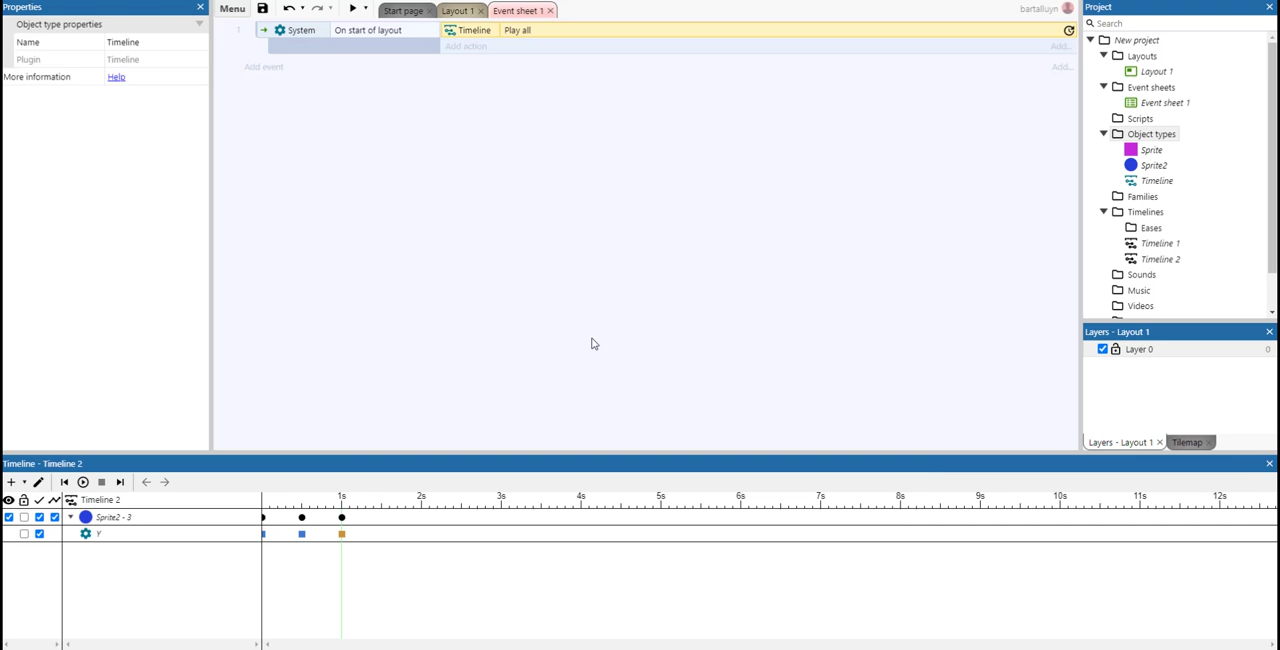 Properties
Object type properties
Name Timeline
Plugin Timeline
More information Help
Menu
Start page Layout 1 Event sheet 1
bartalluyn
1 System On start of layout Timeline Play all
Add action Add...
Add event Add...
Project
Search
New project
Layouts
Layout 1
Event sheets
Event sheet 1
Scripts
Object types
Sprite
Sprite2
Timeline
Families
Timelines
Eases
Timeline 1
Timeline 2
Sounds
Music
Videos
Layers - Layout 1
Layer 0 0
Layers - Layout 1 Tilemap
Timeline - Timeline 2
Timeline 2 1s 2s 3s 4s 5s 6s 7s 8s 9s 10s 11s 12s
Sprite2 - 3
Y